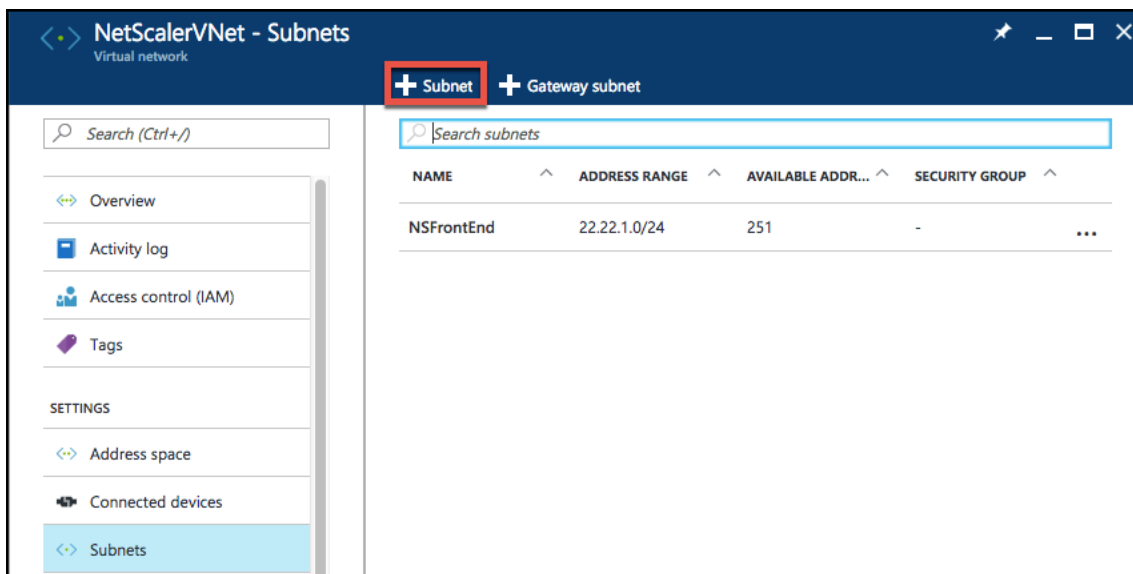 NetScalerVNet - Subnets
Virtual network
Subnet Gateway subnet
Search (Ctrl+/)
Overview
Activity log
Access control (IAM)
Tags
SETTINGS
Address space
Connected devices
Subnets
Search subnets
NAME ADDRESS RANGE AVAILABLE ADDR... SECURITY GROUP
NSFrontEnd 22.22.1.0/24 251 - ...